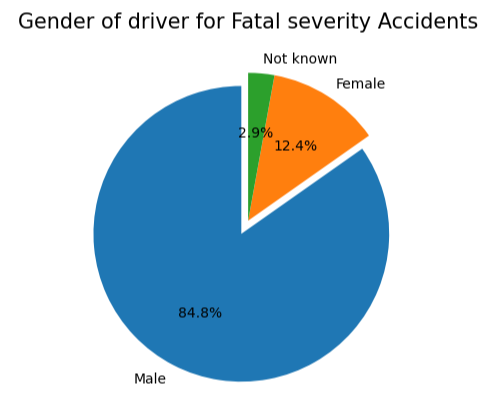 Gender of driver for Fatal severity Accidents
Not known
Female
2.9%
12.4%
84.8%
Male